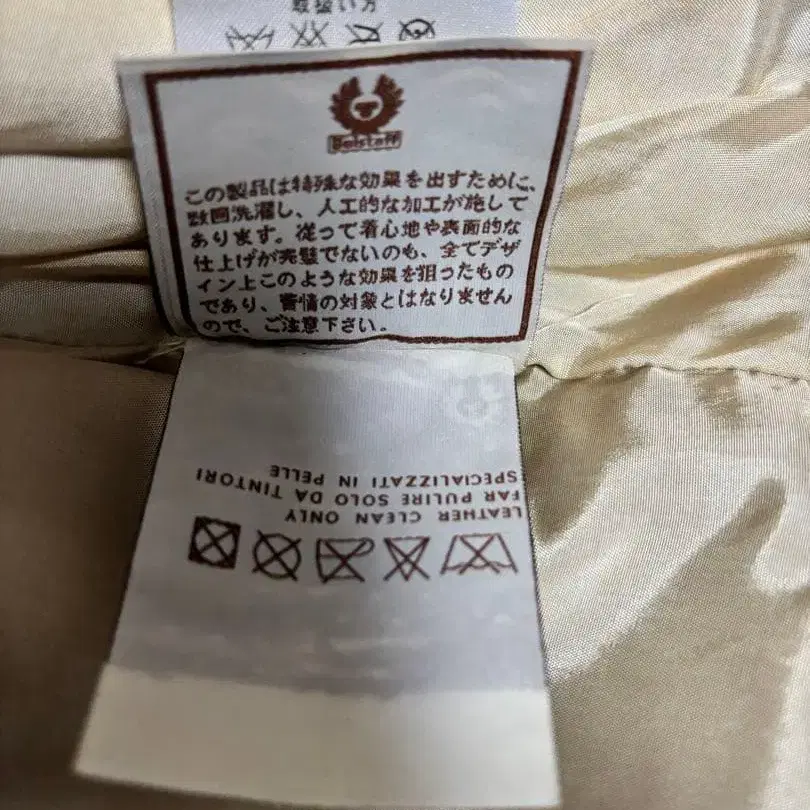 取扱い方
Belstaff
この製品は特殊な効果を出すために、
数回洗濯し、人工的な加工が施して
あります。従って着心地や表面的な
仕上げが完璧でないのも、全てデザ
イン上このような効果を狙ったもの
であり、苦情の対象とはなりません
ので、ご注意下さい。
LEATHER CLEAN ONLY
FAR PULIRE SOLO DA TINTORI
SPECIALIZZATI IN PELLE